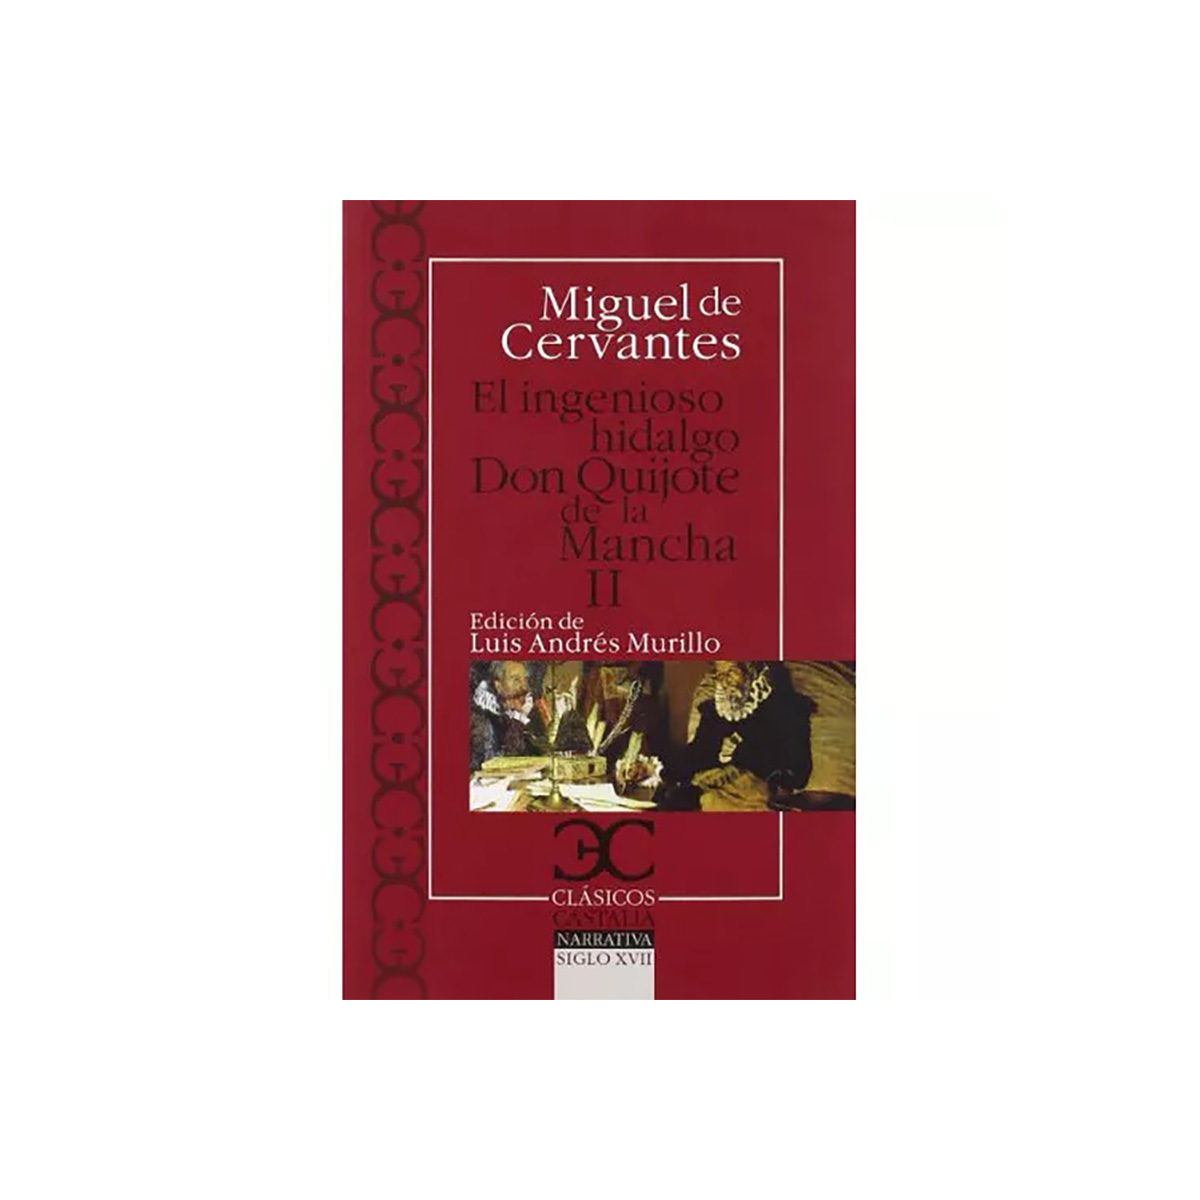 Miguel de
Cervantes
El ingenioso
hidalgo
Don Quijote
de la
Mancha
II
Edición de
Luis Andrés Murillo
CLÁSICOS
CASTALIA
NARRATIVA
SIGLO XVII